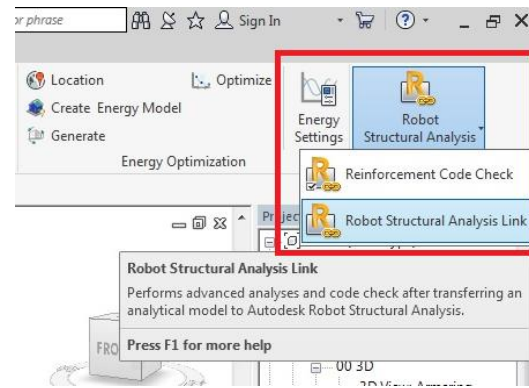 or phrase
Sign In
Location
Optimize
Create Energy Model
Generate
Energy Optimization
Energy
Settings
Robot
Structural Analysis
Reinforcement Code Check
Robot Structural Analysis Link
Robot Structural Analysis Link
Performs advanced analyses and code check after transferring an
analytical model to Autodesk Robot Structural Analysis.
Press F1 for more help
FRO
00 3D